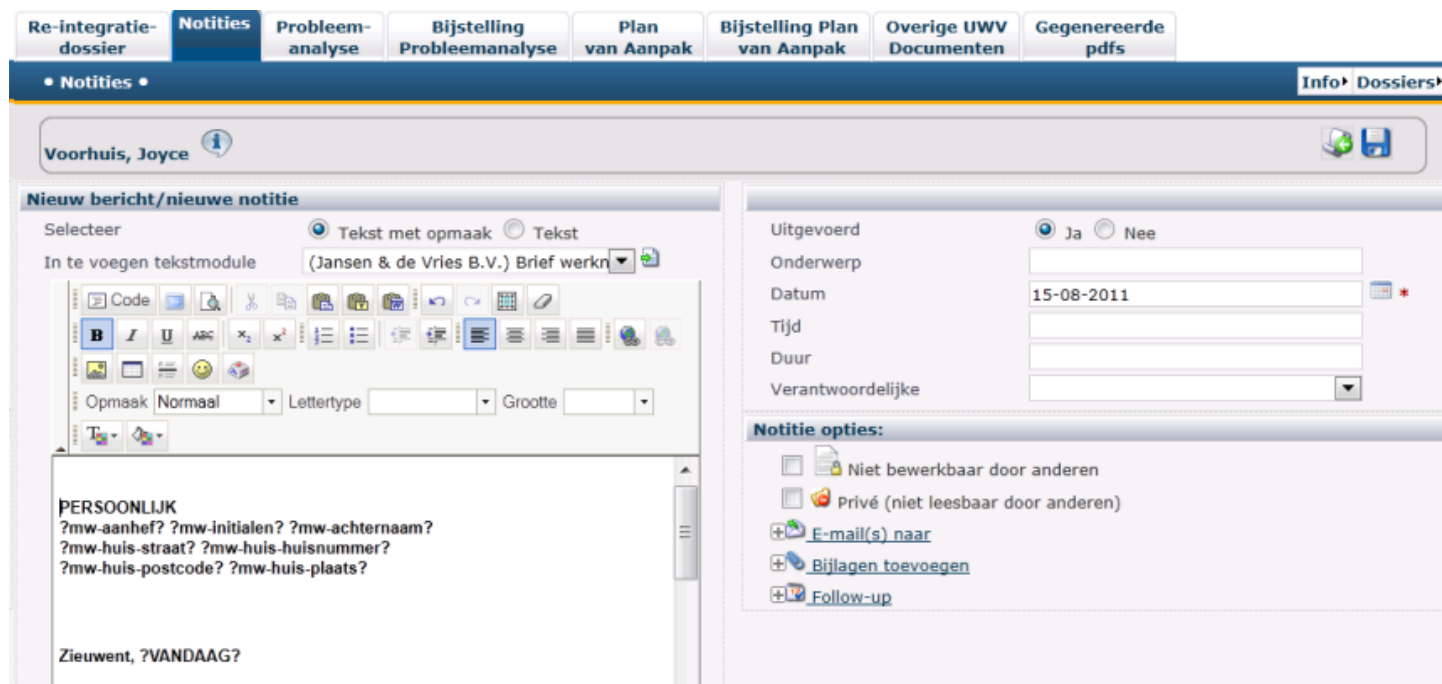 Re-integratie-dossier
Notities
Probleem-analyse
Bijstelling Probleemanalyse
Plan van Aanpak
Bijstelling Plan van Aanpak
Overige UWV Documenten
Gegenereerde pdfs
• Notities •
Info Dossiers
Voorhuis, Joyce
Nieuw bericht/nieuwe notitie
Selecteer Tekst met opmaak Tekst
In te voegen tekstmodule (Jansen & de Vries B.V.) Brief werkn
Code
B I U ABC x₂ x²
Opmaak Normaal Lettertype Grootte
PERSOONLIJK
?mw-aanhef? ?mw-initialen? ?mw-achternaam?
?mw-huis-straat? ?mw-huis-huisnummer?
?mw-huis-postcode? ?mw-huis-plaats?
Zieuwent, ?VANDAAG?
Uitgevoerd Ja Nee
Onderwerp
Datum 15-08-2011 *
Tijd
Duur
Verantwoordelijke
Notitie opties:
Niet bewerkbaar door anderen
Privé (niet leesbaar door anderen)
E-mail(s) naar
Bijlagen toevoegen
Follow-up